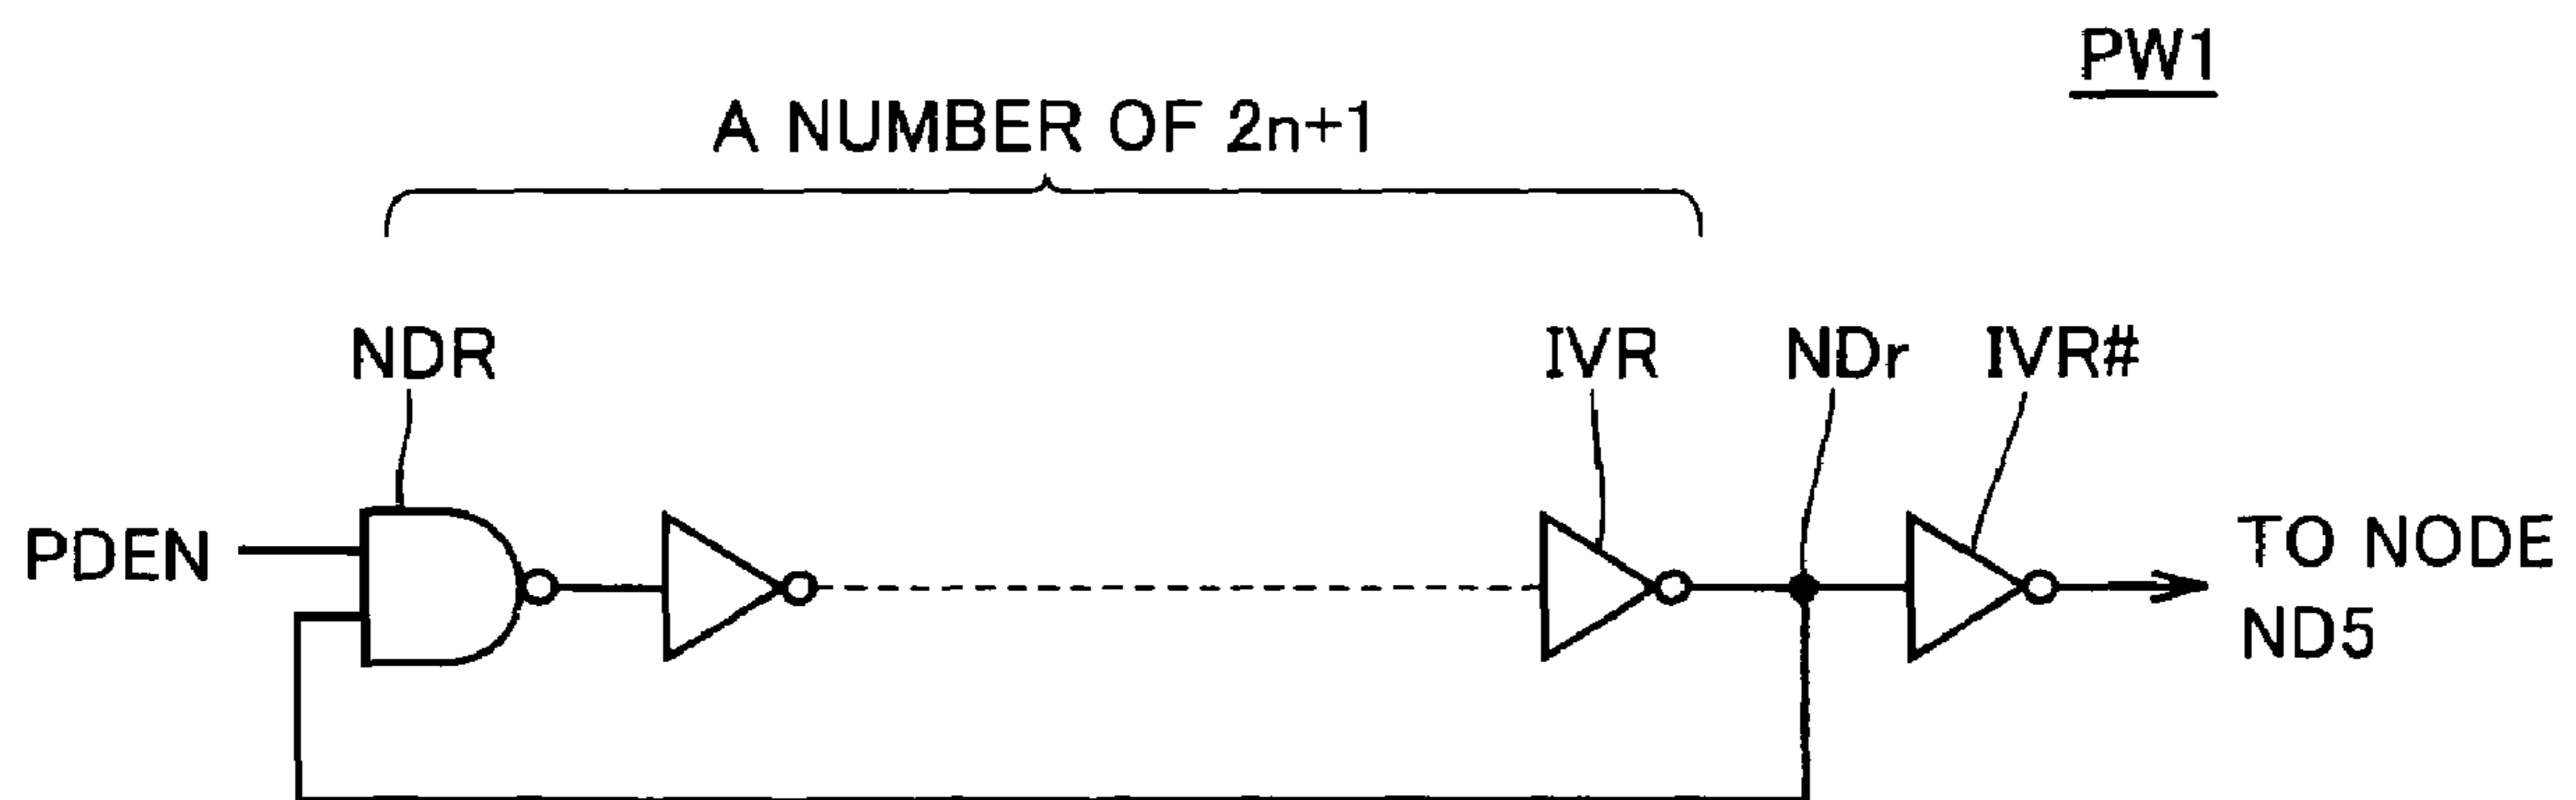 PW1
A NUMBER OF 2n+1
NDR
IVR
NDr
IVR#
PDEN
TO NODE
ND5